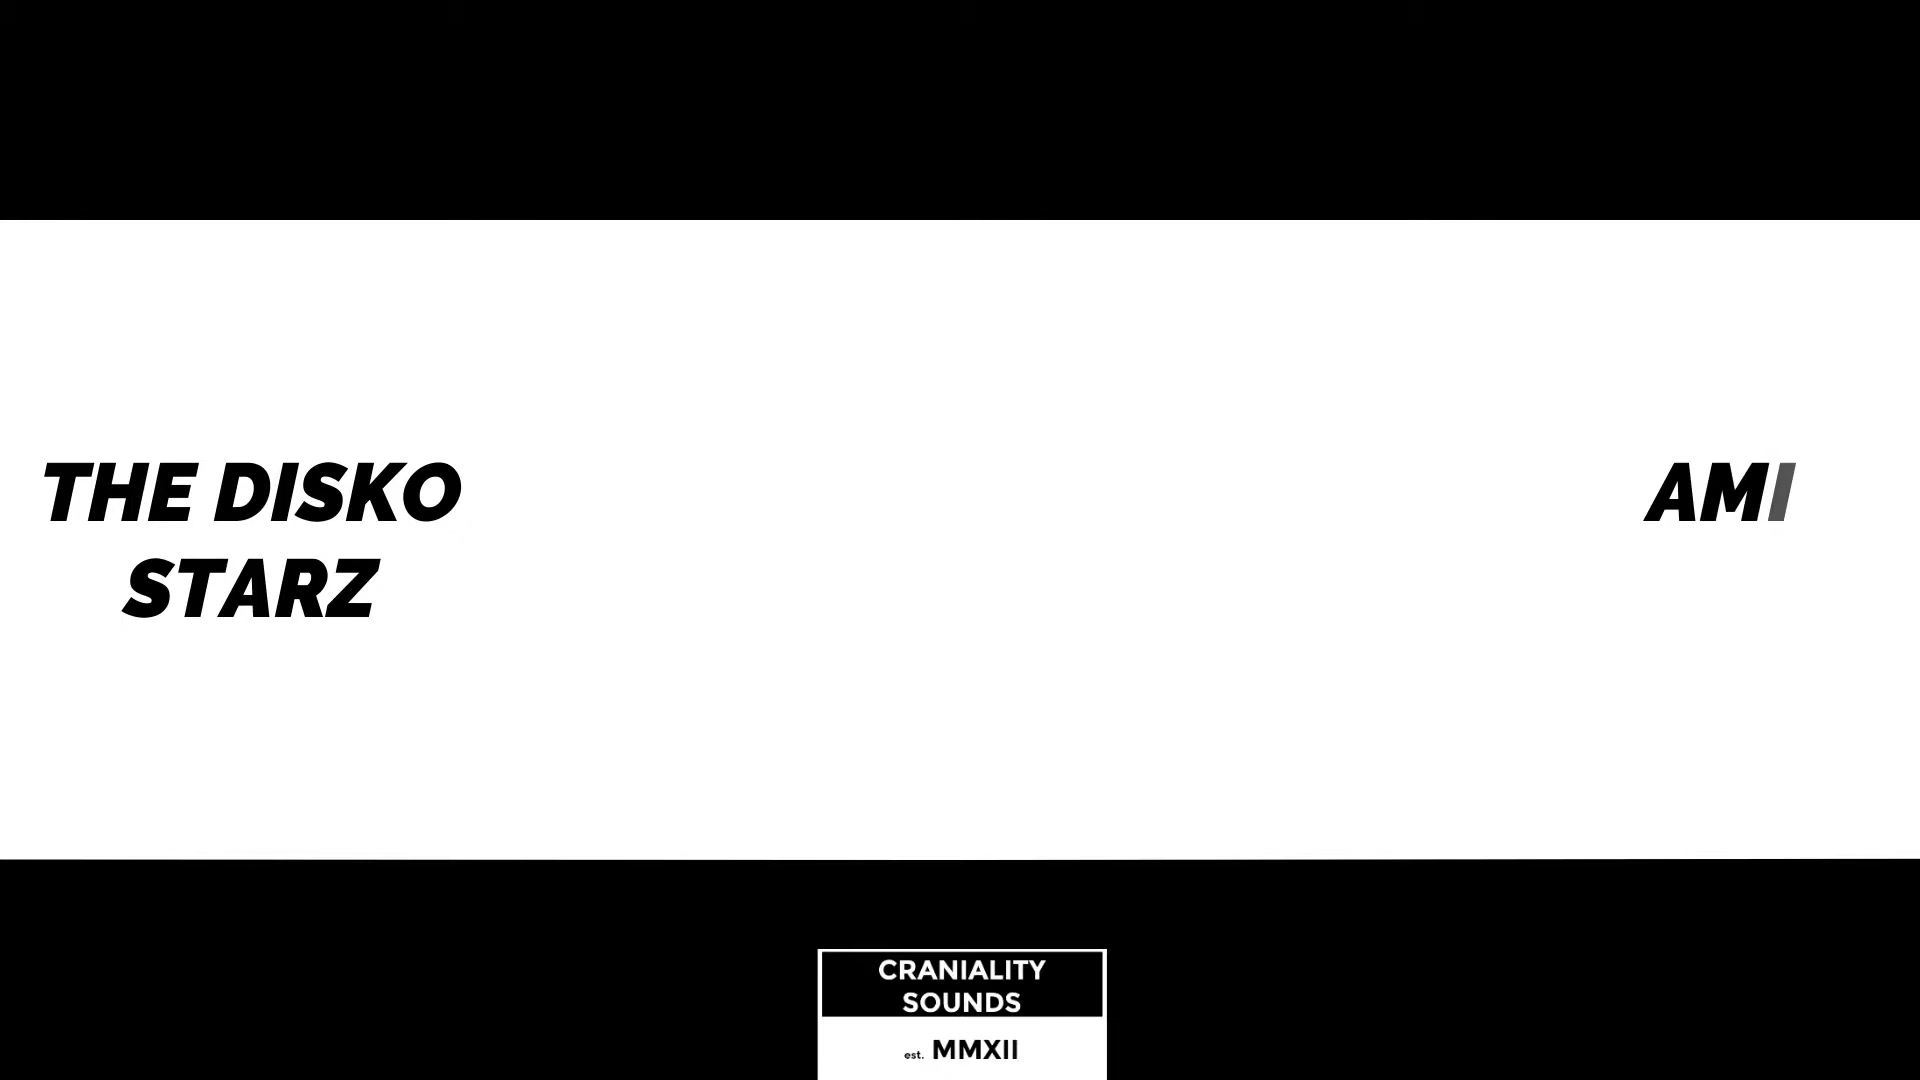 THE DISKO
STARZ
AMI
CRANIALITY
SOUNDS
est. MMXII